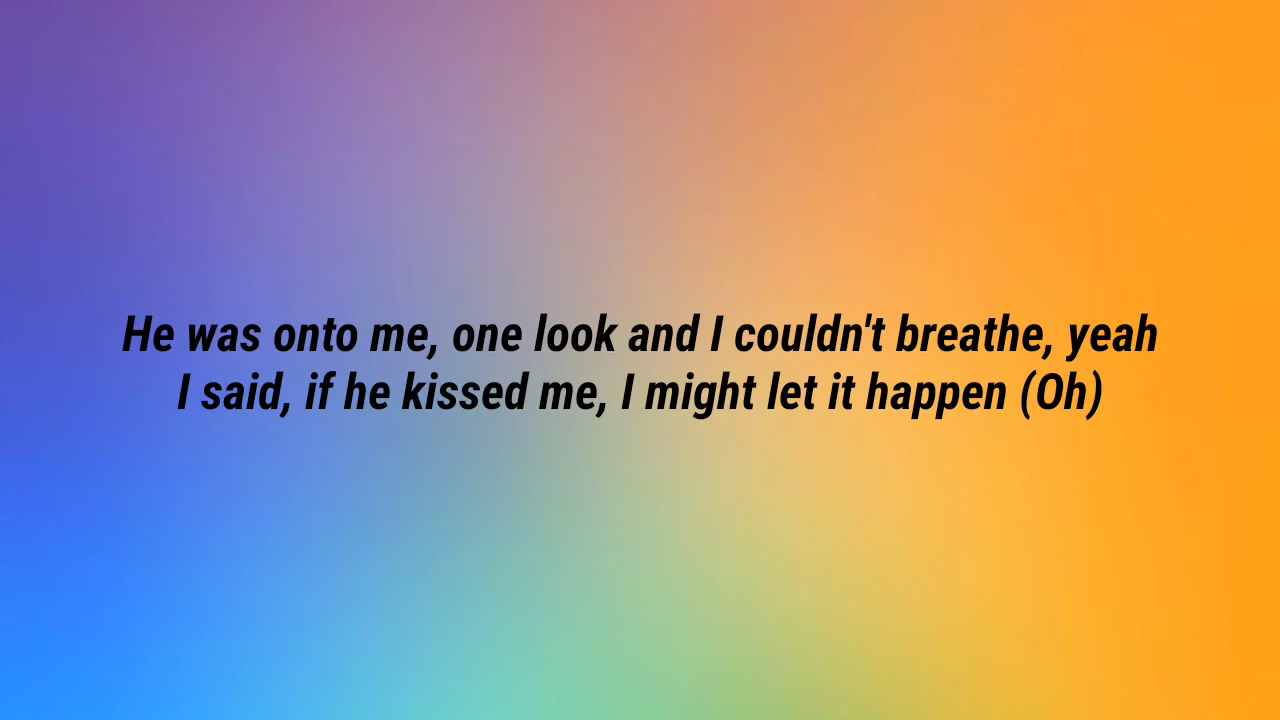 He was onto me, one look and I couldn't breathe, yeah
I said, if he kissed me, I might let it happen (Oh)